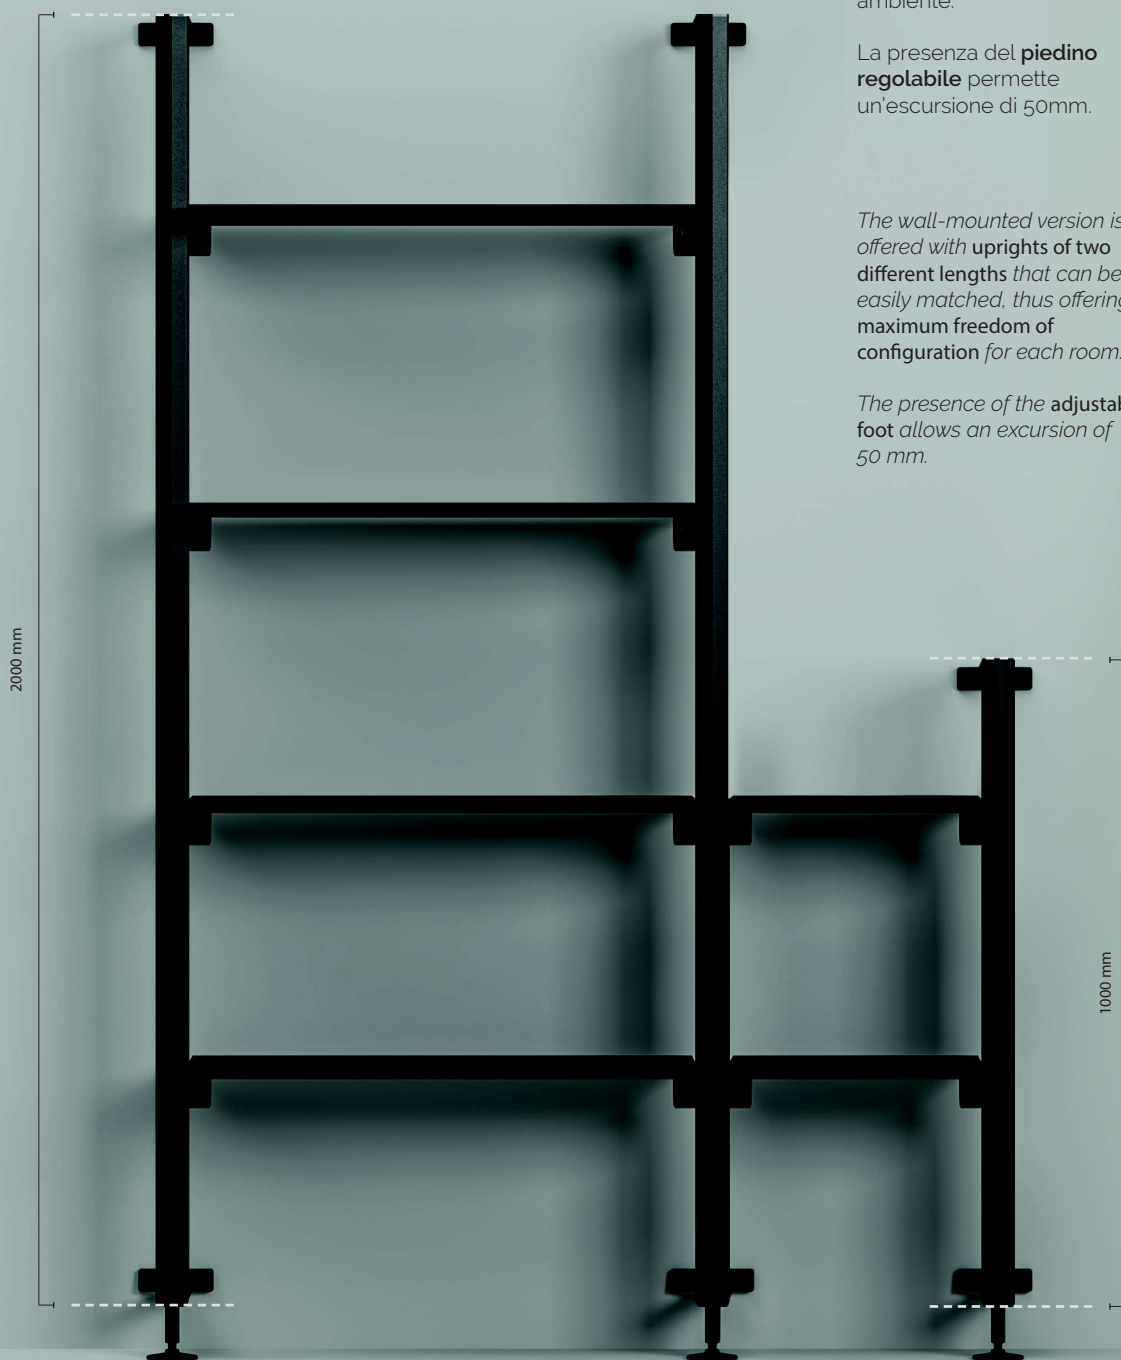 ambiente.
La presenza del piedino
regolabile permette
un'escursione di 50mm.
The wall-mounted version is
offered with uprights of two
different lengths that can be
easily matched, thus offering
maximum freedom of
configuration for each room.
The presence of the
foot allows an excursion of
50 mm.
2000 mm
1000 mm